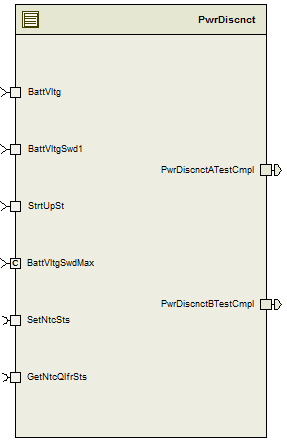 PwrDiscnct
BattVltg
BattVltgSwd1
PwrDiscnctATestCmpl
StrtUpSt
C
BattVltgSwdMax
PwrDiscnctBTestCmpl
SetNtcSts
GetNtcQlfrSts